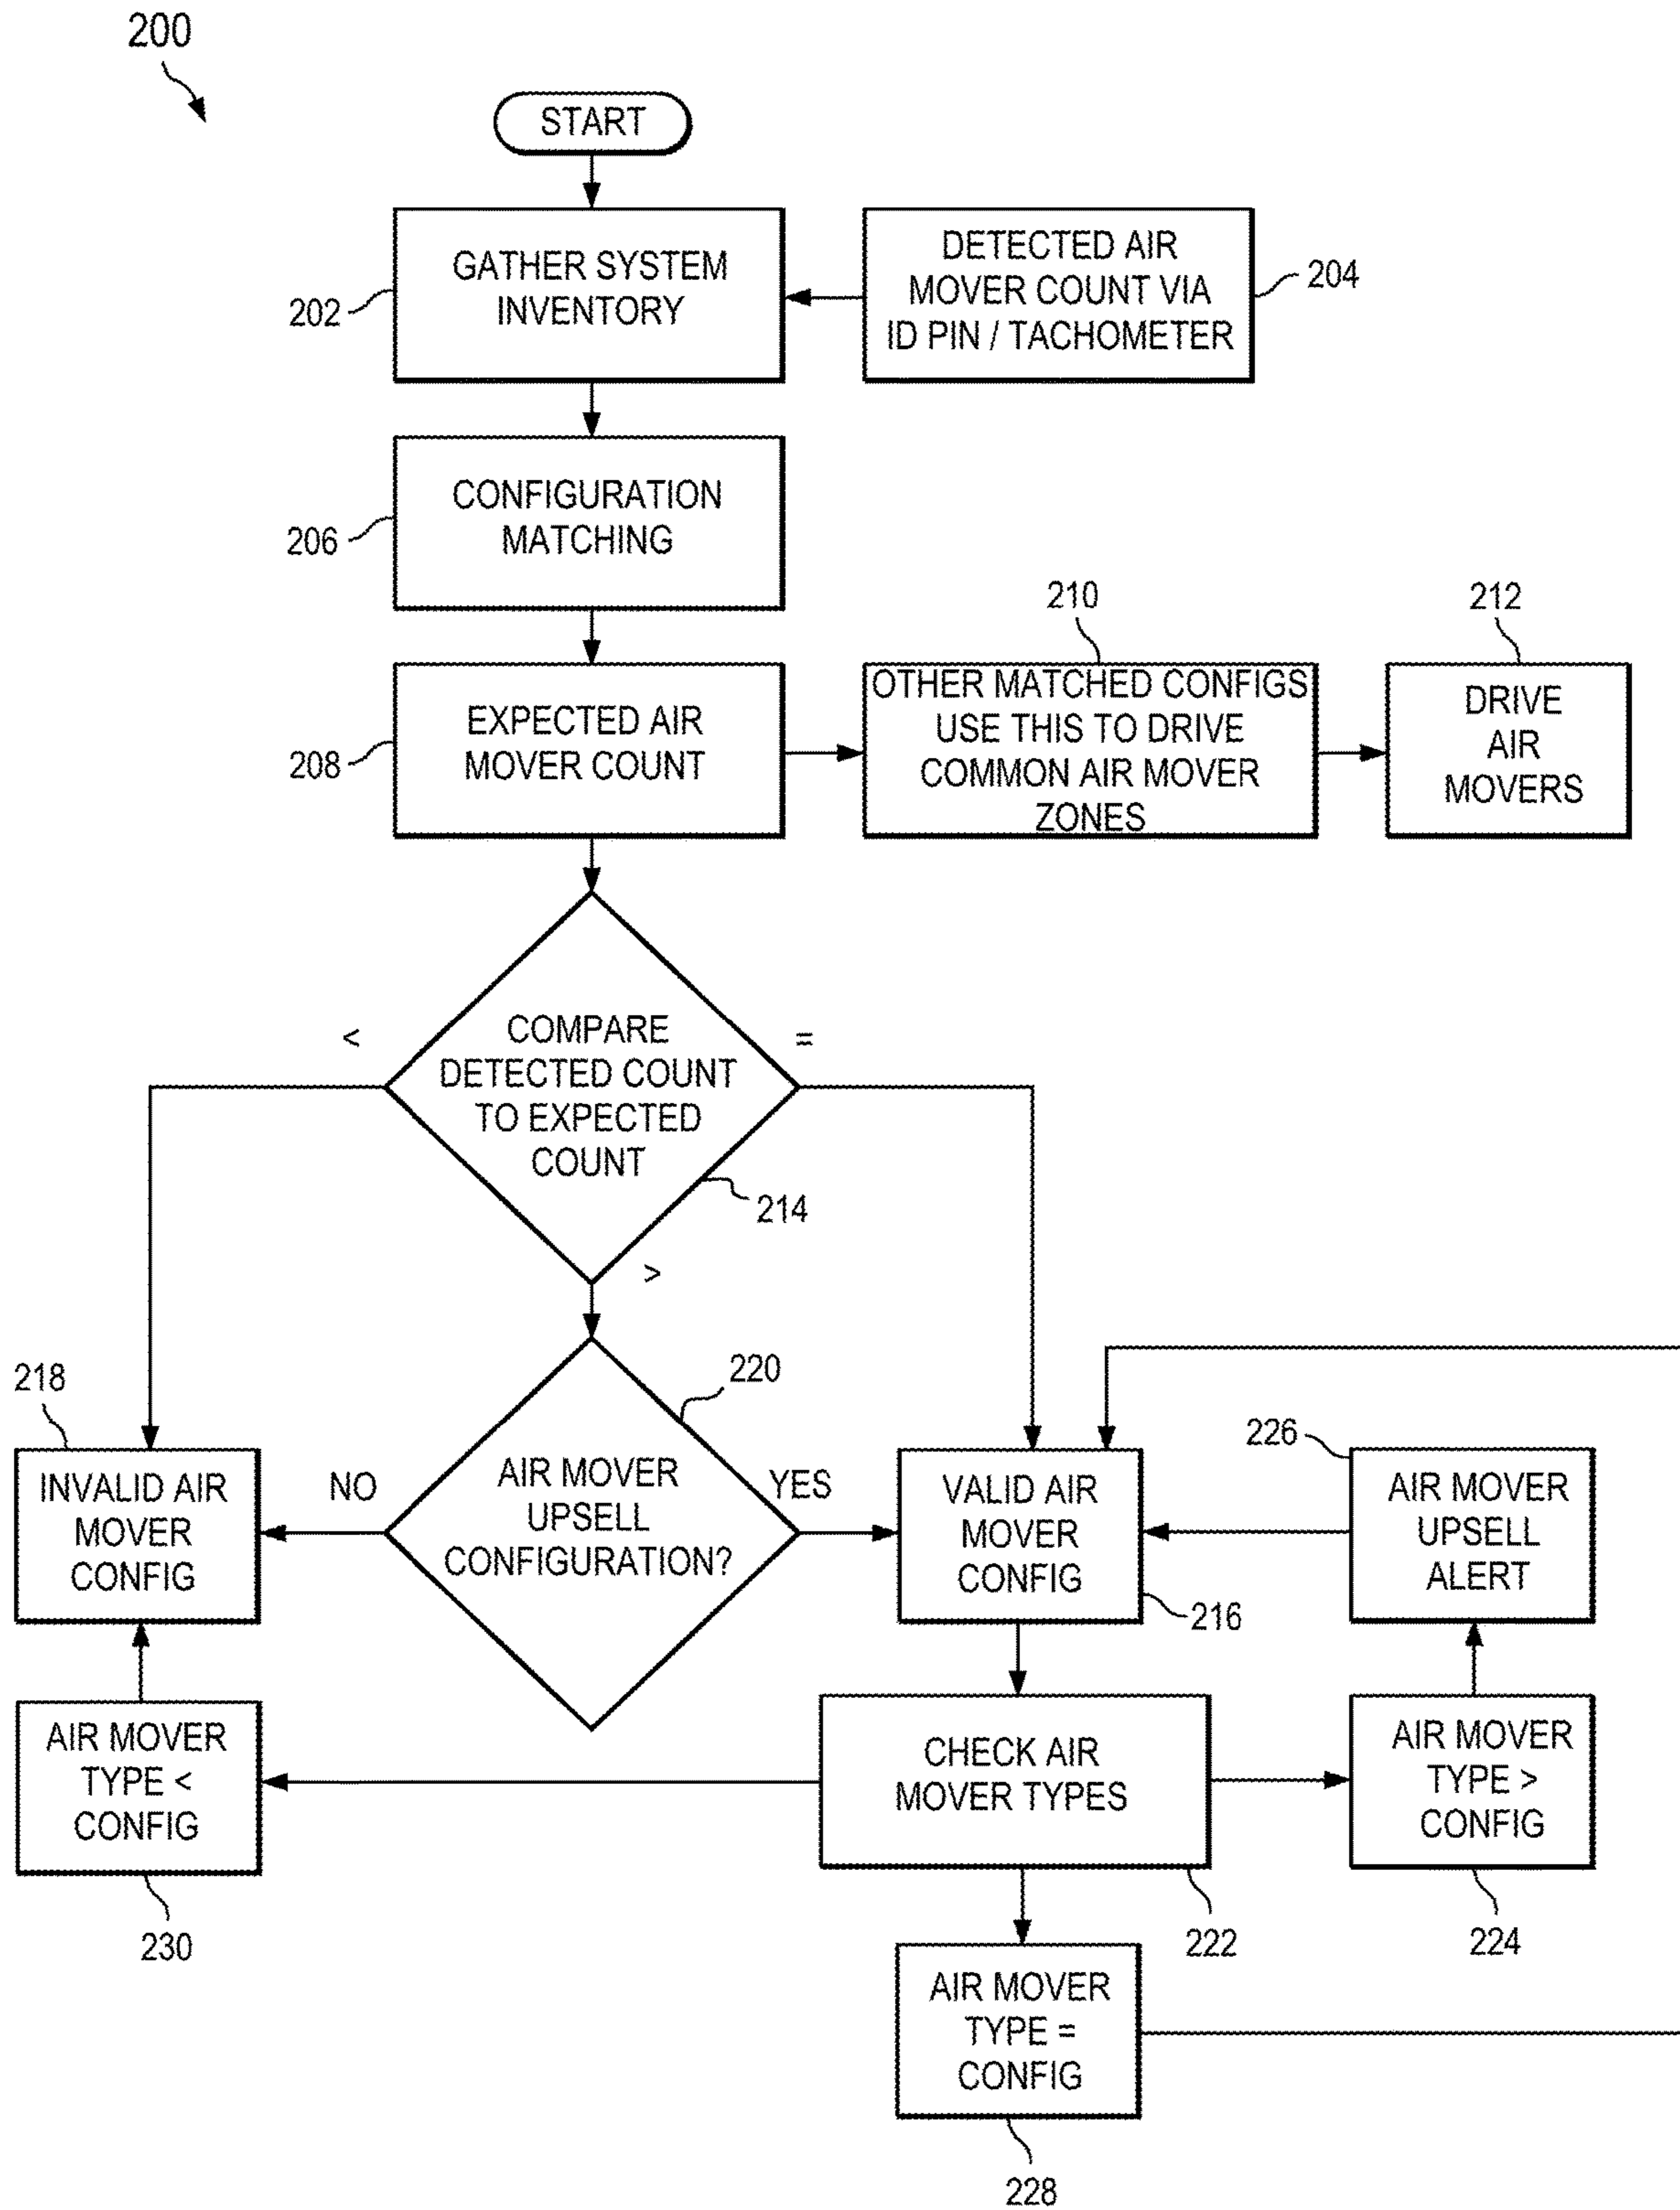 200
START
GATHER SYSTEM
INVENTORY
202
DETECTED AIR
MOVER COUNT VIA
ID PIN / TACHOMETER
204
CONFIGURATION
MATCHING
206
EXPECTED AIR
MOVER COUNT
208
210
OTHER MATCHED CONFIGS
USE THIS TO DRIVE
COMMON AIR MOVER
ZONES
212
DRIVE
AIR
MOVERS
<
=
COMPARE
DETECTED COUNT
TO EXPECTED
COUNT
214
>
218
INVALID AIR
MOVER
CONFIG
NO
220
AIR MOVER
UPSELL
CONFIGURATION?
YES
VALID AIR
MOVER
CONFIG
216
226
AIR MOVER
UPSELL
ALERT
AIR MOVER
TYPE <
CONFIG
230
CHECK AIR
MOVER TYPES
222
AIR MOVER
TYPE >
CONFIG
224
AIR MOVER
TYPE =
CONFIG
228